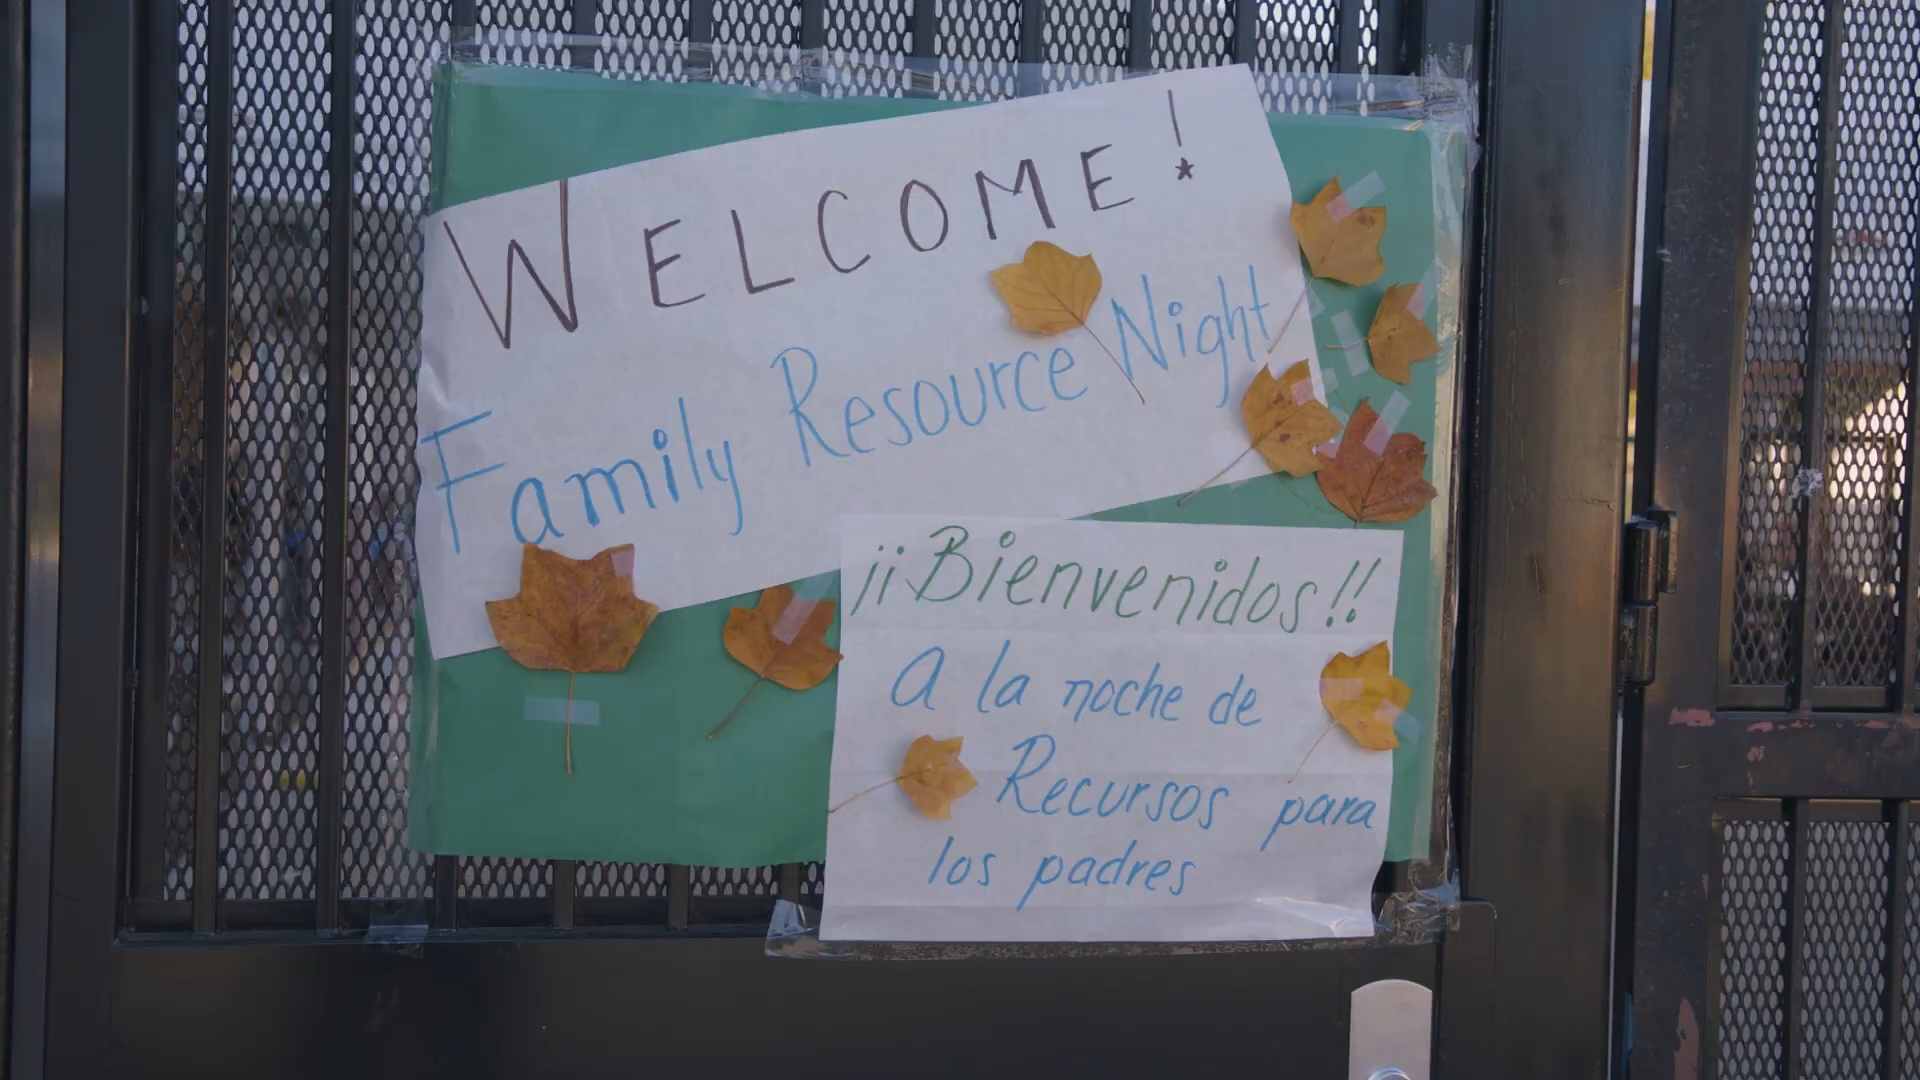 WELCOME!
Family Resource Night
¡¡Bienvenidos!!
A la noche de
Recursos para
los padres